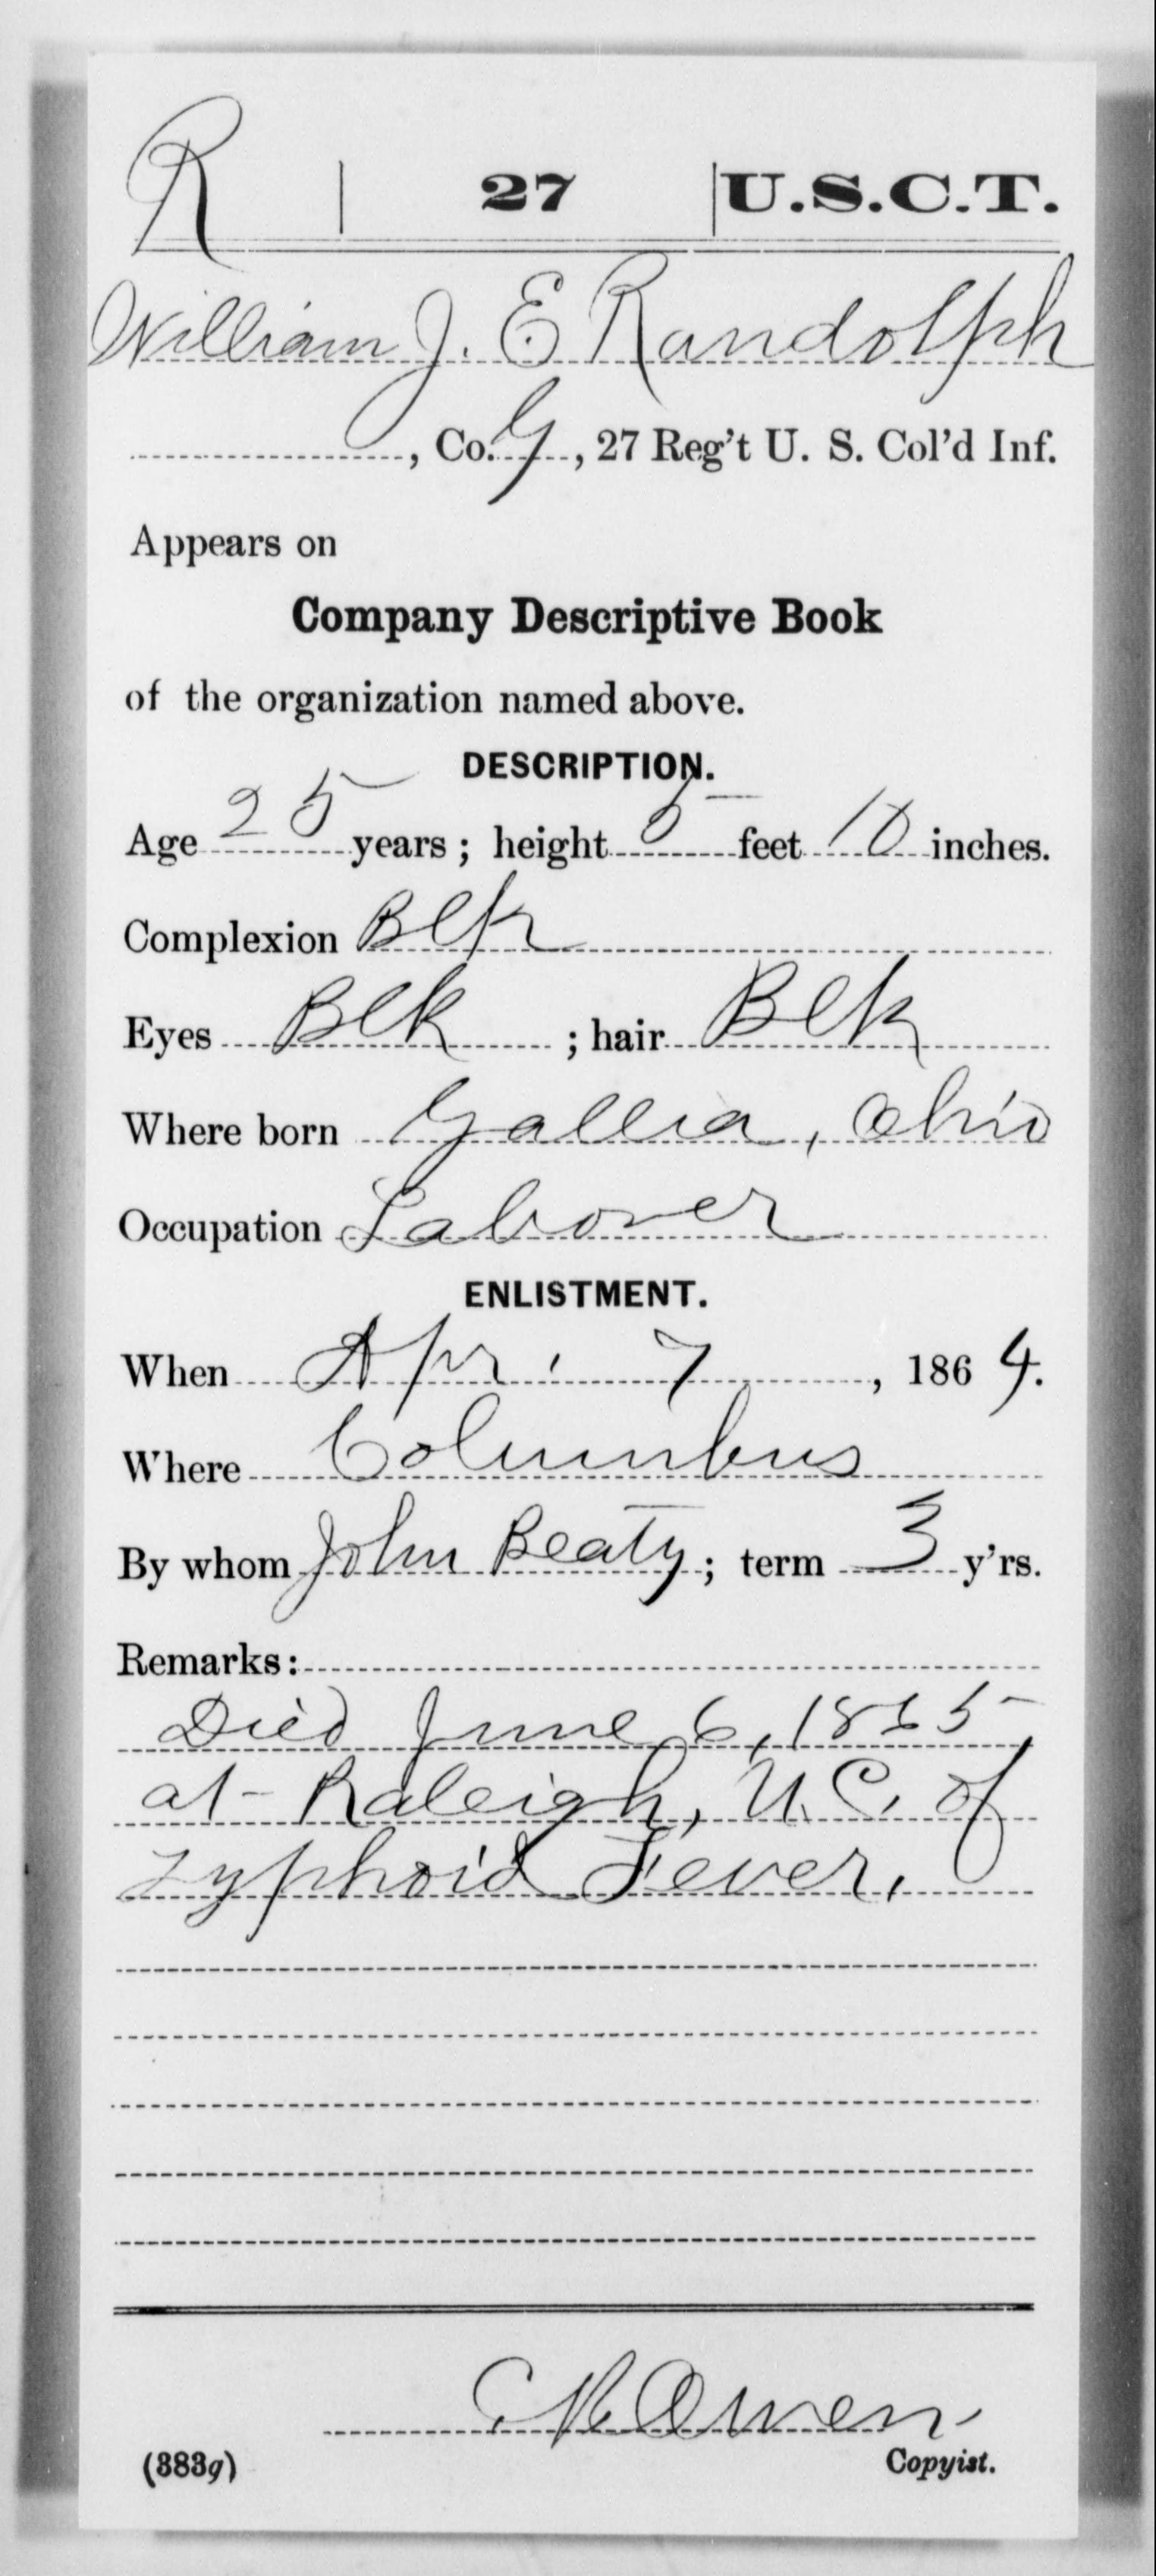 R | 27 | U.S.C.T.
William J. E Randolph
, Co. G, 27 Reg't U. S. Col'd Inf.
Appears on
Company Descriptive Book
of the organization named above.
DESCRIPTION.
Age 25 years; height 5 feet 10 inches.
Complexion Blk
Eyes Blk; hair Blk
Where born Gallia, Ohio
Occupation Laborer
ENLISTMENT.
When Apr. 7, 1864.
Where Columbus
By whom John Beaty; term 3 y'rs.
Remarks:
Died June 6, 1865
at Raleigh, N.C. of
Typhoid Fever.
C R Owen
(383g) Copyist.